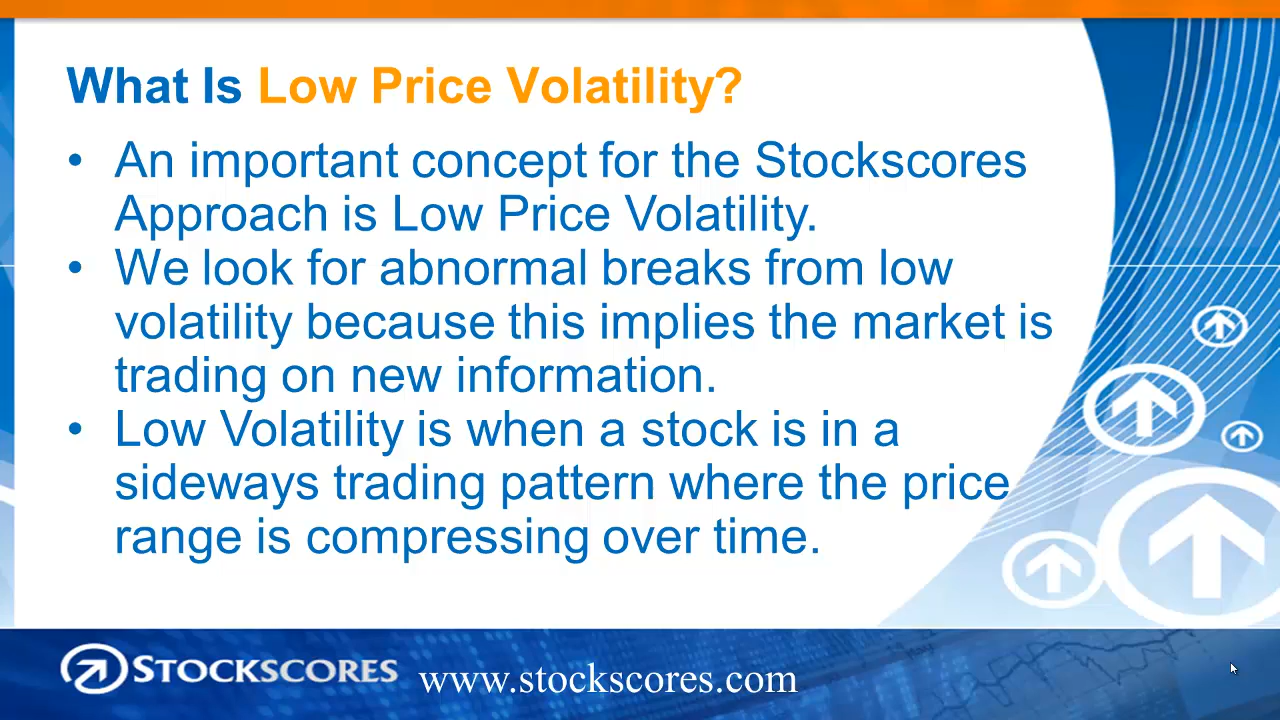 What Is Low Price Volatility?
• An important concept for the Stockscores
Approach is Low Price Volatility.
• We look for abnormal breaks from low
volatility because this implies the market is
trading on new information.
• Low Volatility is when a stock is in a
sideways trading pattern where the price
range is compressing over time.
STOCKSCORES www.stockscores.com